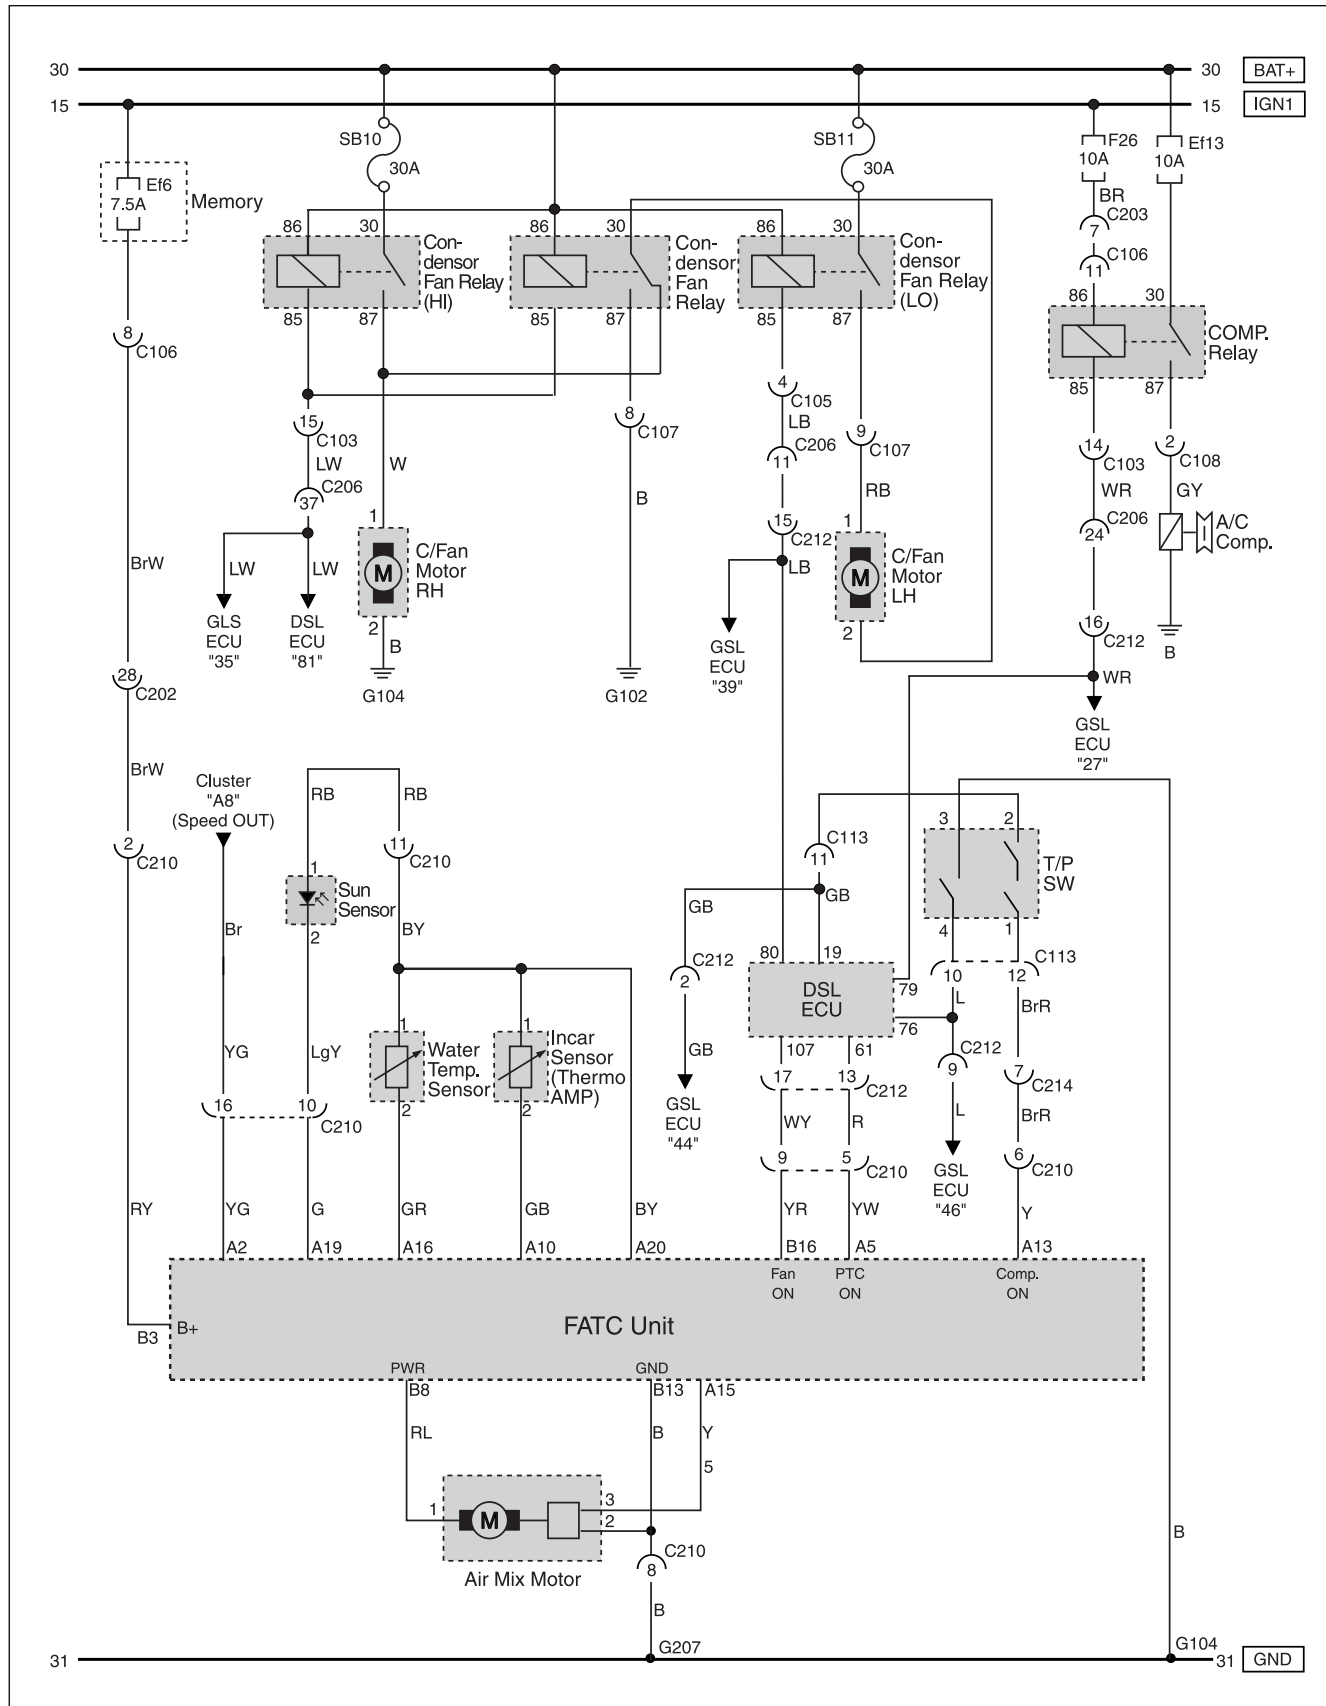 30
30
BAT+
15
15
IGN1
SB10
30A
SB11
30A
F26
10A
Ef13
10A
Ef6
7.5A
Memory
BR
C203
7
C106
11
86
30
Con-
densor
Fan Relay
(HI)
85
87
86
30
Con-
densor
Fan
Relay
85
87
86
30
Con-
densor
Fan Relay
(LO)
85
87
86
30
COMP.
Relay
85
87
8
C106
15
C103
LW
C206
37
W
8
C107
B
4
C105
LB
C206
11
9
C107
RB
15
C212
LB
14
C103
WR
C206
24
2
C108
GY
A/C
Comp.
BrW
LW
LW
GLS
ECU
"35"
DSL
ECU
"81"
1
M
C/Fan
Motor
RH
2
B
G104
G102
GSL
ECU
"39"
1
M
C/Fan
Motor
LH
2
16
C212
B
WR
GSL
ECU
"27"
28
C202
BrW
Cluster
"A8"
(Speed OUT)
RB
RB
2
C210
11
C210
1
Sun
Sensor
2
Br
BY
C113
11
GB
GB
3
2
T/P
SW
4
1
C212
2
80
19
DSL
ECU
79
76
107
61
C113
10
12
L
BrR
YG
LgY
1
Water
Temp.
Sensor
2
1
Incar
Sensor
(Thermo
AMP)
2
GB
GSL
ECU
"44"
17
13
C212
C212
9
7
C214
16
10
C210
WY
R
L
BrR
9
5
C210
GSL
ECU
"46"
6
C210
RY
YG
G
GR
GB
BY
YR
YW
Y
A2
A19
A16
A10
A20
B16
A5
A13
Fan
ON
PTC
ON
Comp.
ON
B3
B+
FATC Unit
PWR
GND
B8
B13
A15
RL
B
Y
5
1
M
3
2
Air Mix Motor
C210
8
B
B
G207
G104
31
31
GND